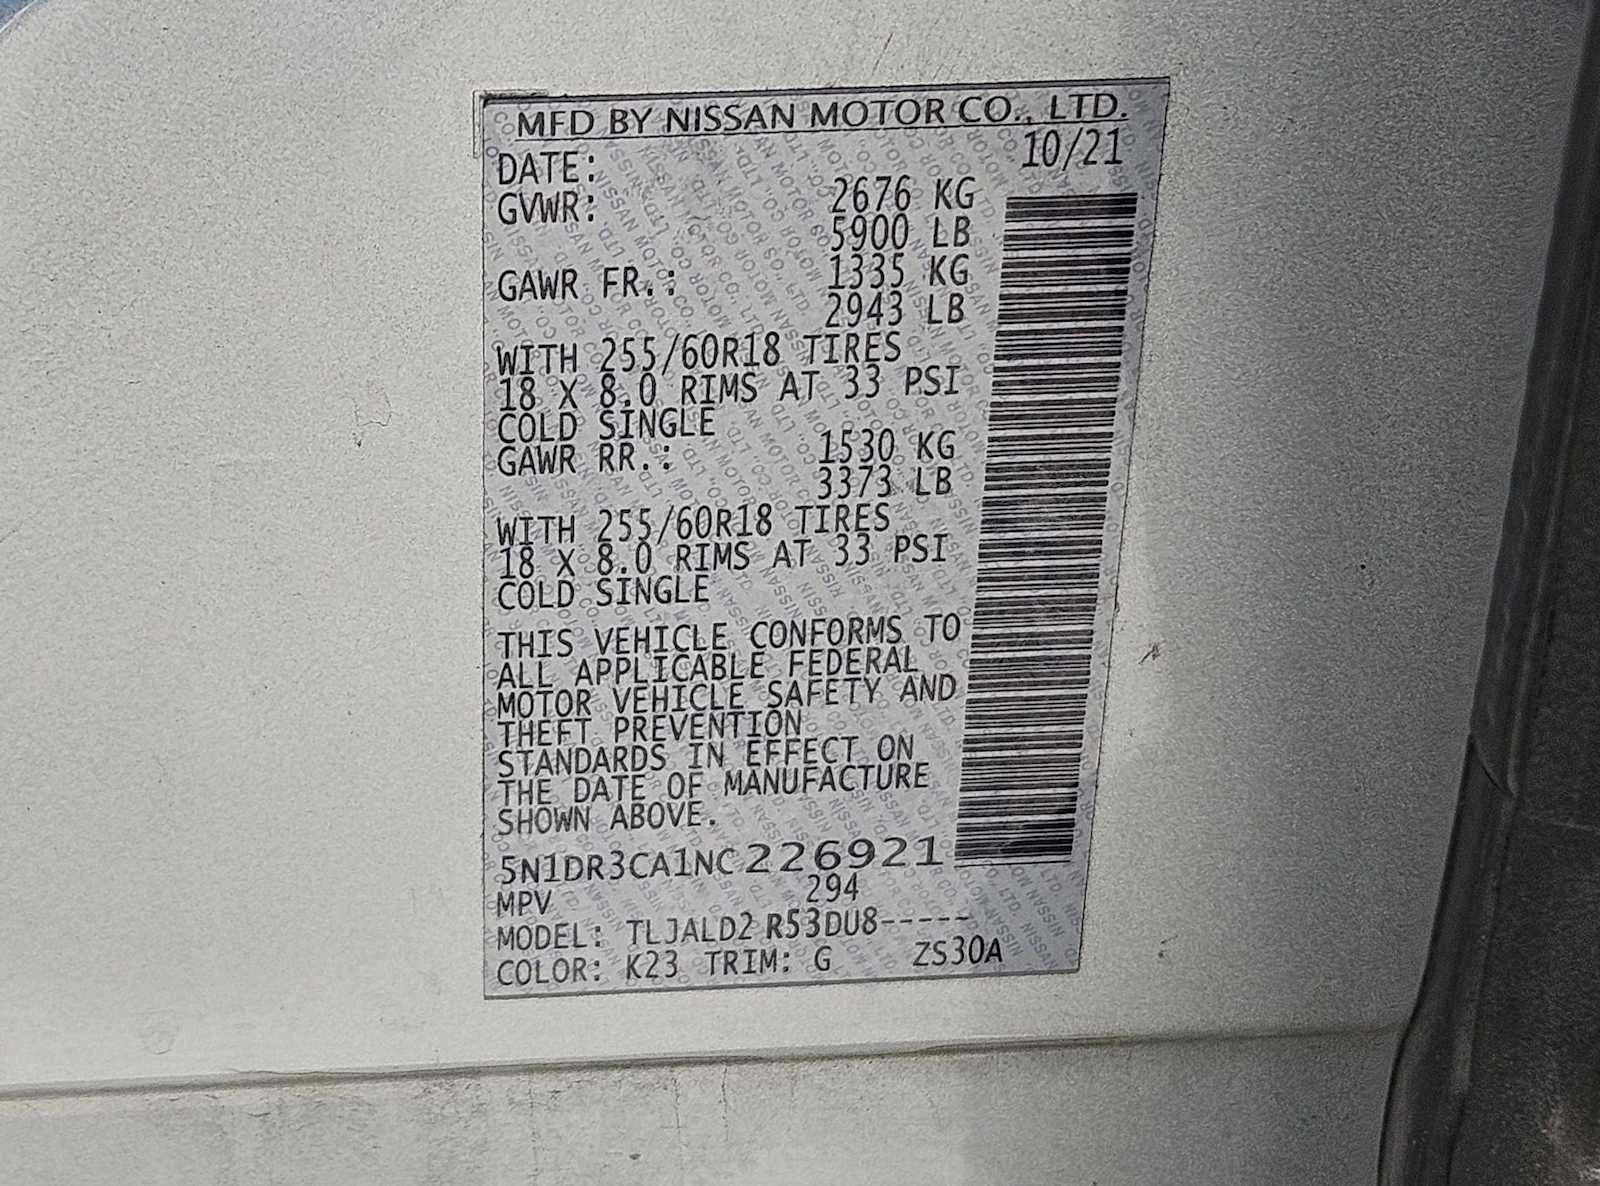 MFD BY NISSAN MOTOR CO., LTD.
DATE: 10/21
GVWR: 2676 KG
5900 LB
GAWR FR.: 1335 KG
2943 LB
WITH 255/60R18 TIRES
18 X 8.0 RIMS AT 33 PSI
COLD SINGLE
GAWR RR.: 1530 KG
3373 LB
WITH 255/60R18 TIRES
18 X 8.0 RIMS AT 33 PSI
COLD SINGLE
THIS VEHICLE CONFORMS TO
ALL APPLICABLE FEDERAL
MOTOR VEHICLE SAFETY AND
THEFT PREVENTION
STANDARDS IN EFFECT ON
THE DATE OF MANUFACTURE
SHOWN ABOVE.
5N1DR3CA1NC226921
MPV 294
MODEL: TLJALD2 R53DU8-----
COLOR: K23 TRIM: G ZS30A